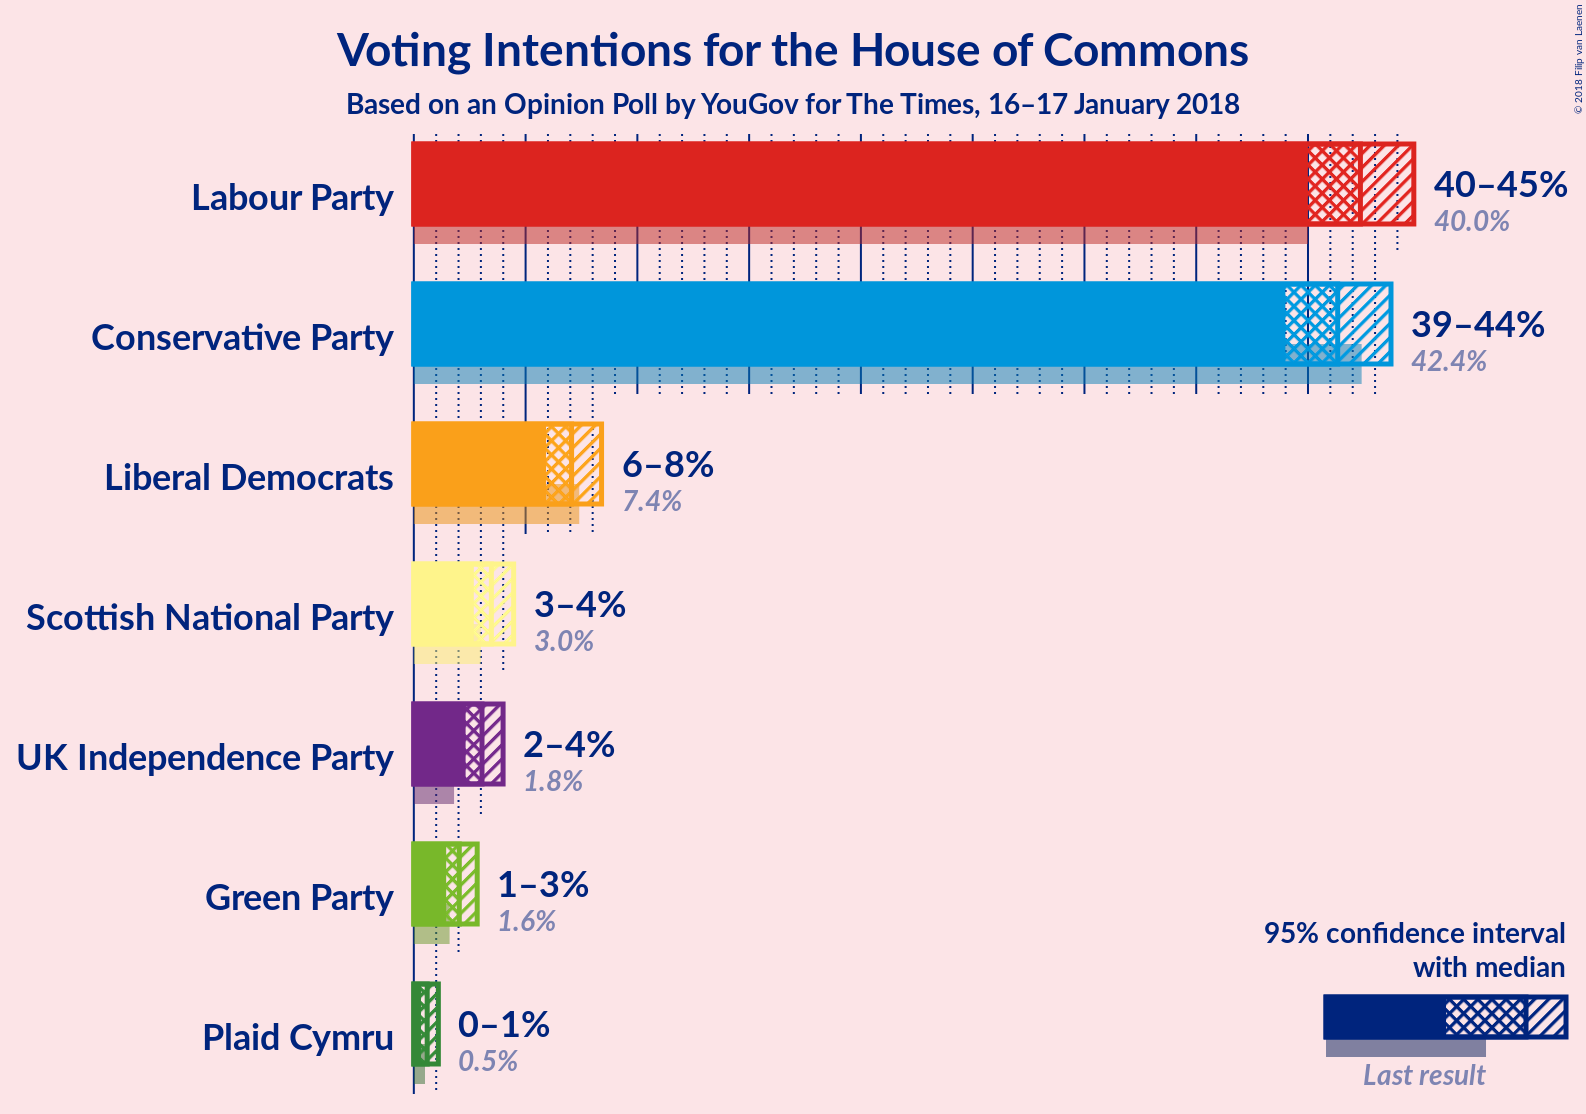 Voting Intentions for the House of Commons
Based on an Opinion Poll by YouGov for The Times, 16–17 January 2018
© 2018 Filip van Laenen
Labour Party
40–45%
40.0%
Conservative Party
39–44%
42.4%
Liberal Democrats
6–8%
7.4%
Scottish National Party
3–4%
3.0%
UK Independence Party
2–4%
1.8%
Green Party
1–3%
1.6%
Plaid Cymru
0–1%
0.5%
95% confidence interval
with median
Last result